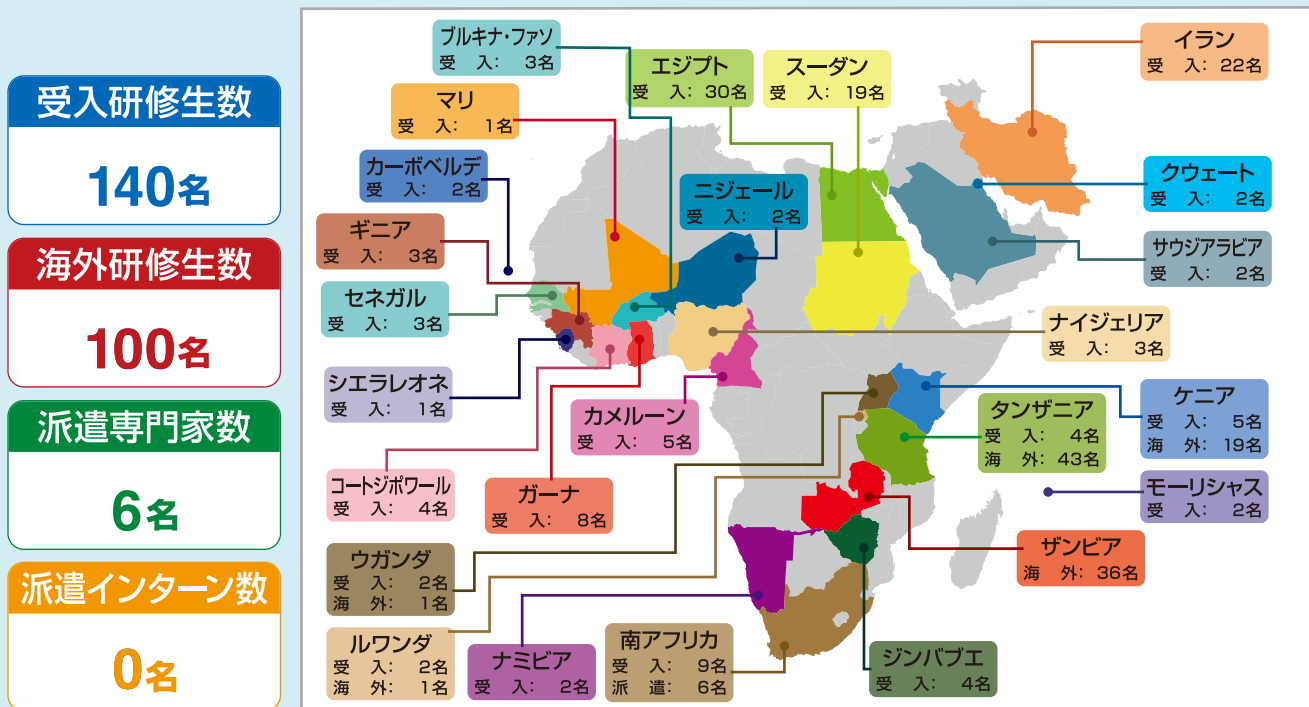 受入研修生数
140名
海外研修生数
100名
派遣専門家数
6名
派遣インターン数
0名
ブルキナ・ファソ
受　入：　3名
エジプト
受　入：30名
スーダン
受　入：19名
イラン
受　入：22名
マリ
受　入：　1名
カーボベルデ
受　入：　2名
ニジェール
受　入：　2名
クウェート
受　入：　2名
ギニア
受　入：　3名
サウジアラビア
受　入：　2名
セネガル
受　入：　3名
ナイジェリア
受　入：　3名
シエラレオネ
受　入：　1名
カメルーン
受　入：　5名
タンザニア
受　入：　4名
海　外：43名
ケニア
受　入：　5名
海　外：19名
コートジボワール
受　入：　4名
ガーナ
受　入：　8名
モーリシャス
受　入：　2名
ウガンダ
受　入：　2名
海　外：　1名
ザンビア
海　外：36名
ルワンダ
受　入：　2名
海　外：　1名
ナミビア
受　入：　2名
南アフリカ
受　入：　9名
派　遣：　6名
ジンバブエ
受　入：　4名